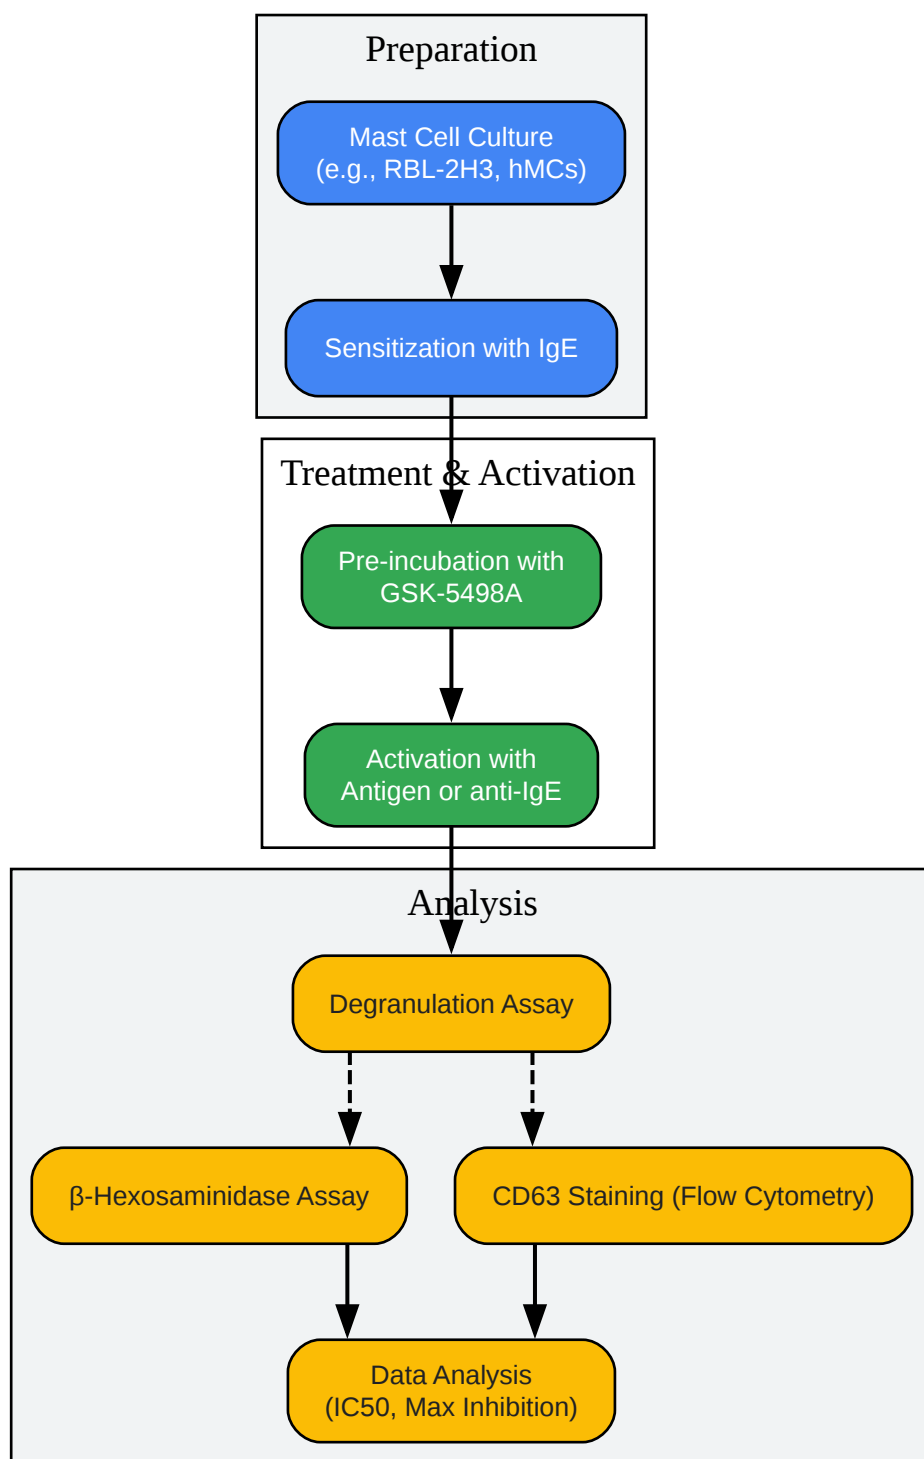 Preparation
Mast Cell Culture
(e.g., RBL-2H3, hMCs)
Sensitization with IgE
Treatment & Activation
Pre-incubation with
GSK-5498A
Activation with
Antigen or anti-IgE
Analysis
Degranulation Assay
β-Hexosaminidase Assay
CD63 Staining (Flow Cytometry)
Data Analysis
(IC50, Max Inhibition)